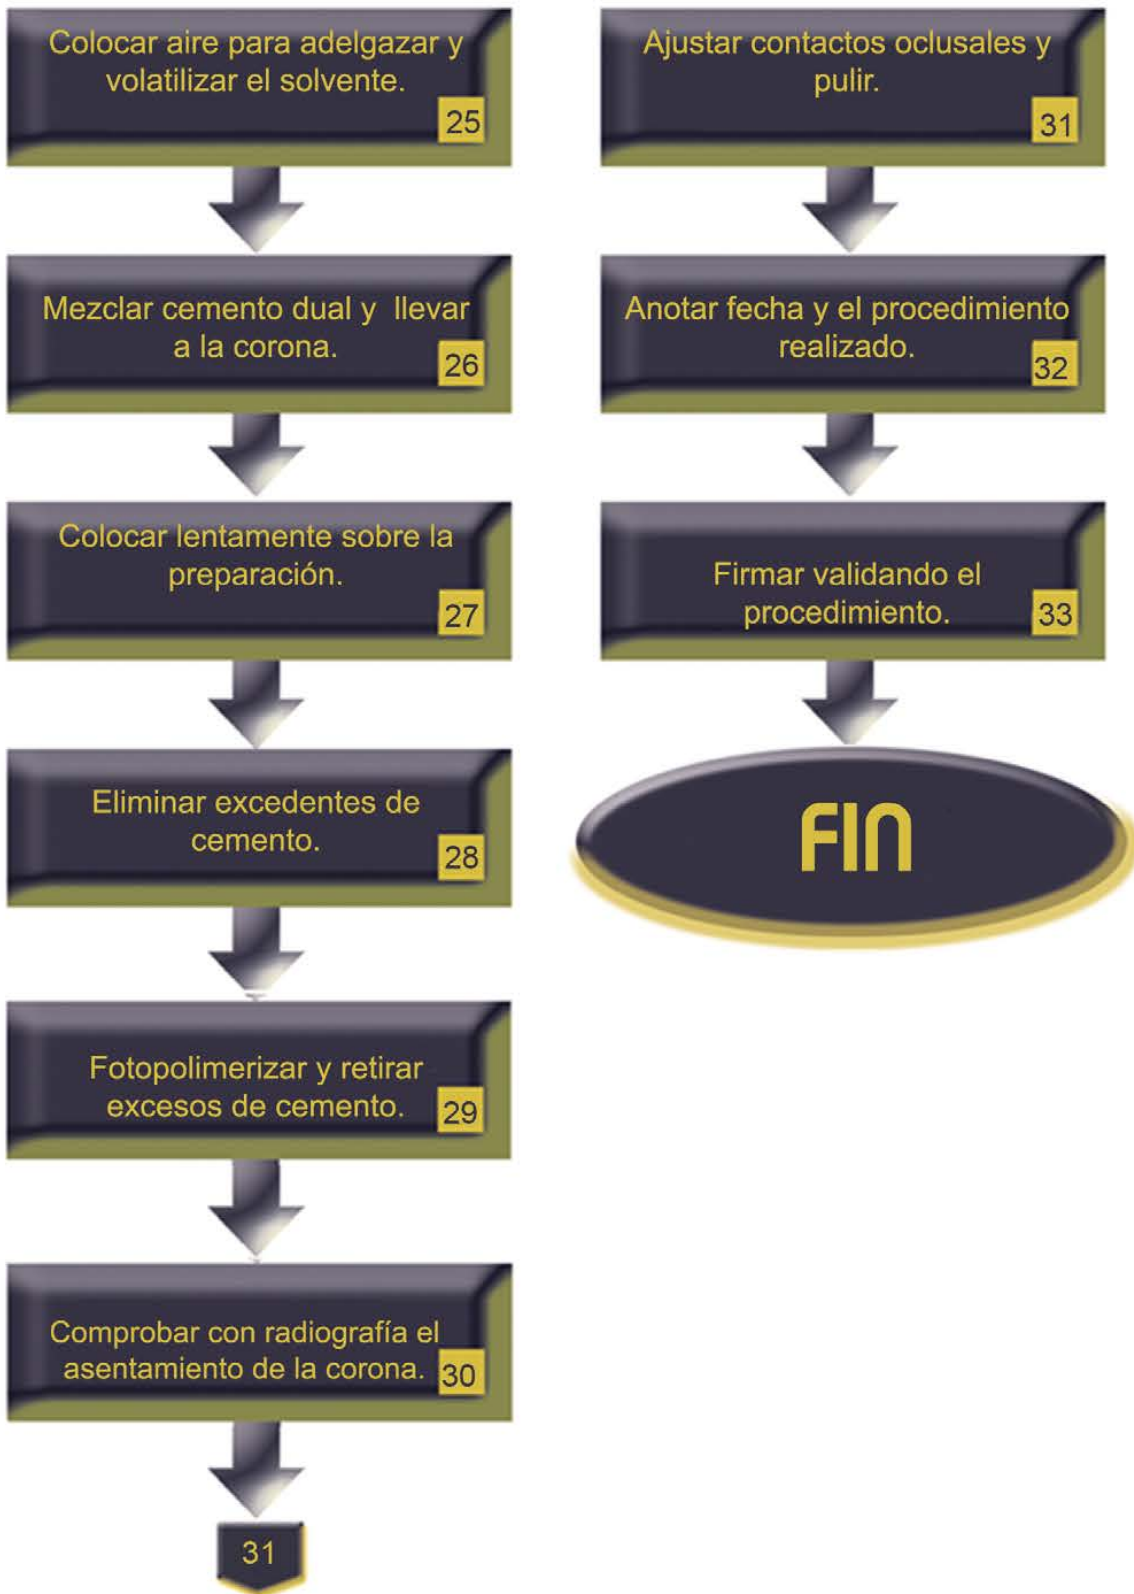 Colocar aire para adelgazar y
volatilizar el solvente.
25
Mezclar cemento dual y llevar
a la corona.
26
Colocar lentamente sobre la
preparación.
27
Eliminar excedentes de
cemento.
28
Fotopolimerizar y retirar
excesos de cemento.
29
Comprobar con radiografía el
asentamiento de la corona.
30
31
Ajustar contactos oclusales y
pulir.
31
Anotar fecha y el procedimiento
realizado.
32
Firmar validando el
procedimiento.
33
FIN